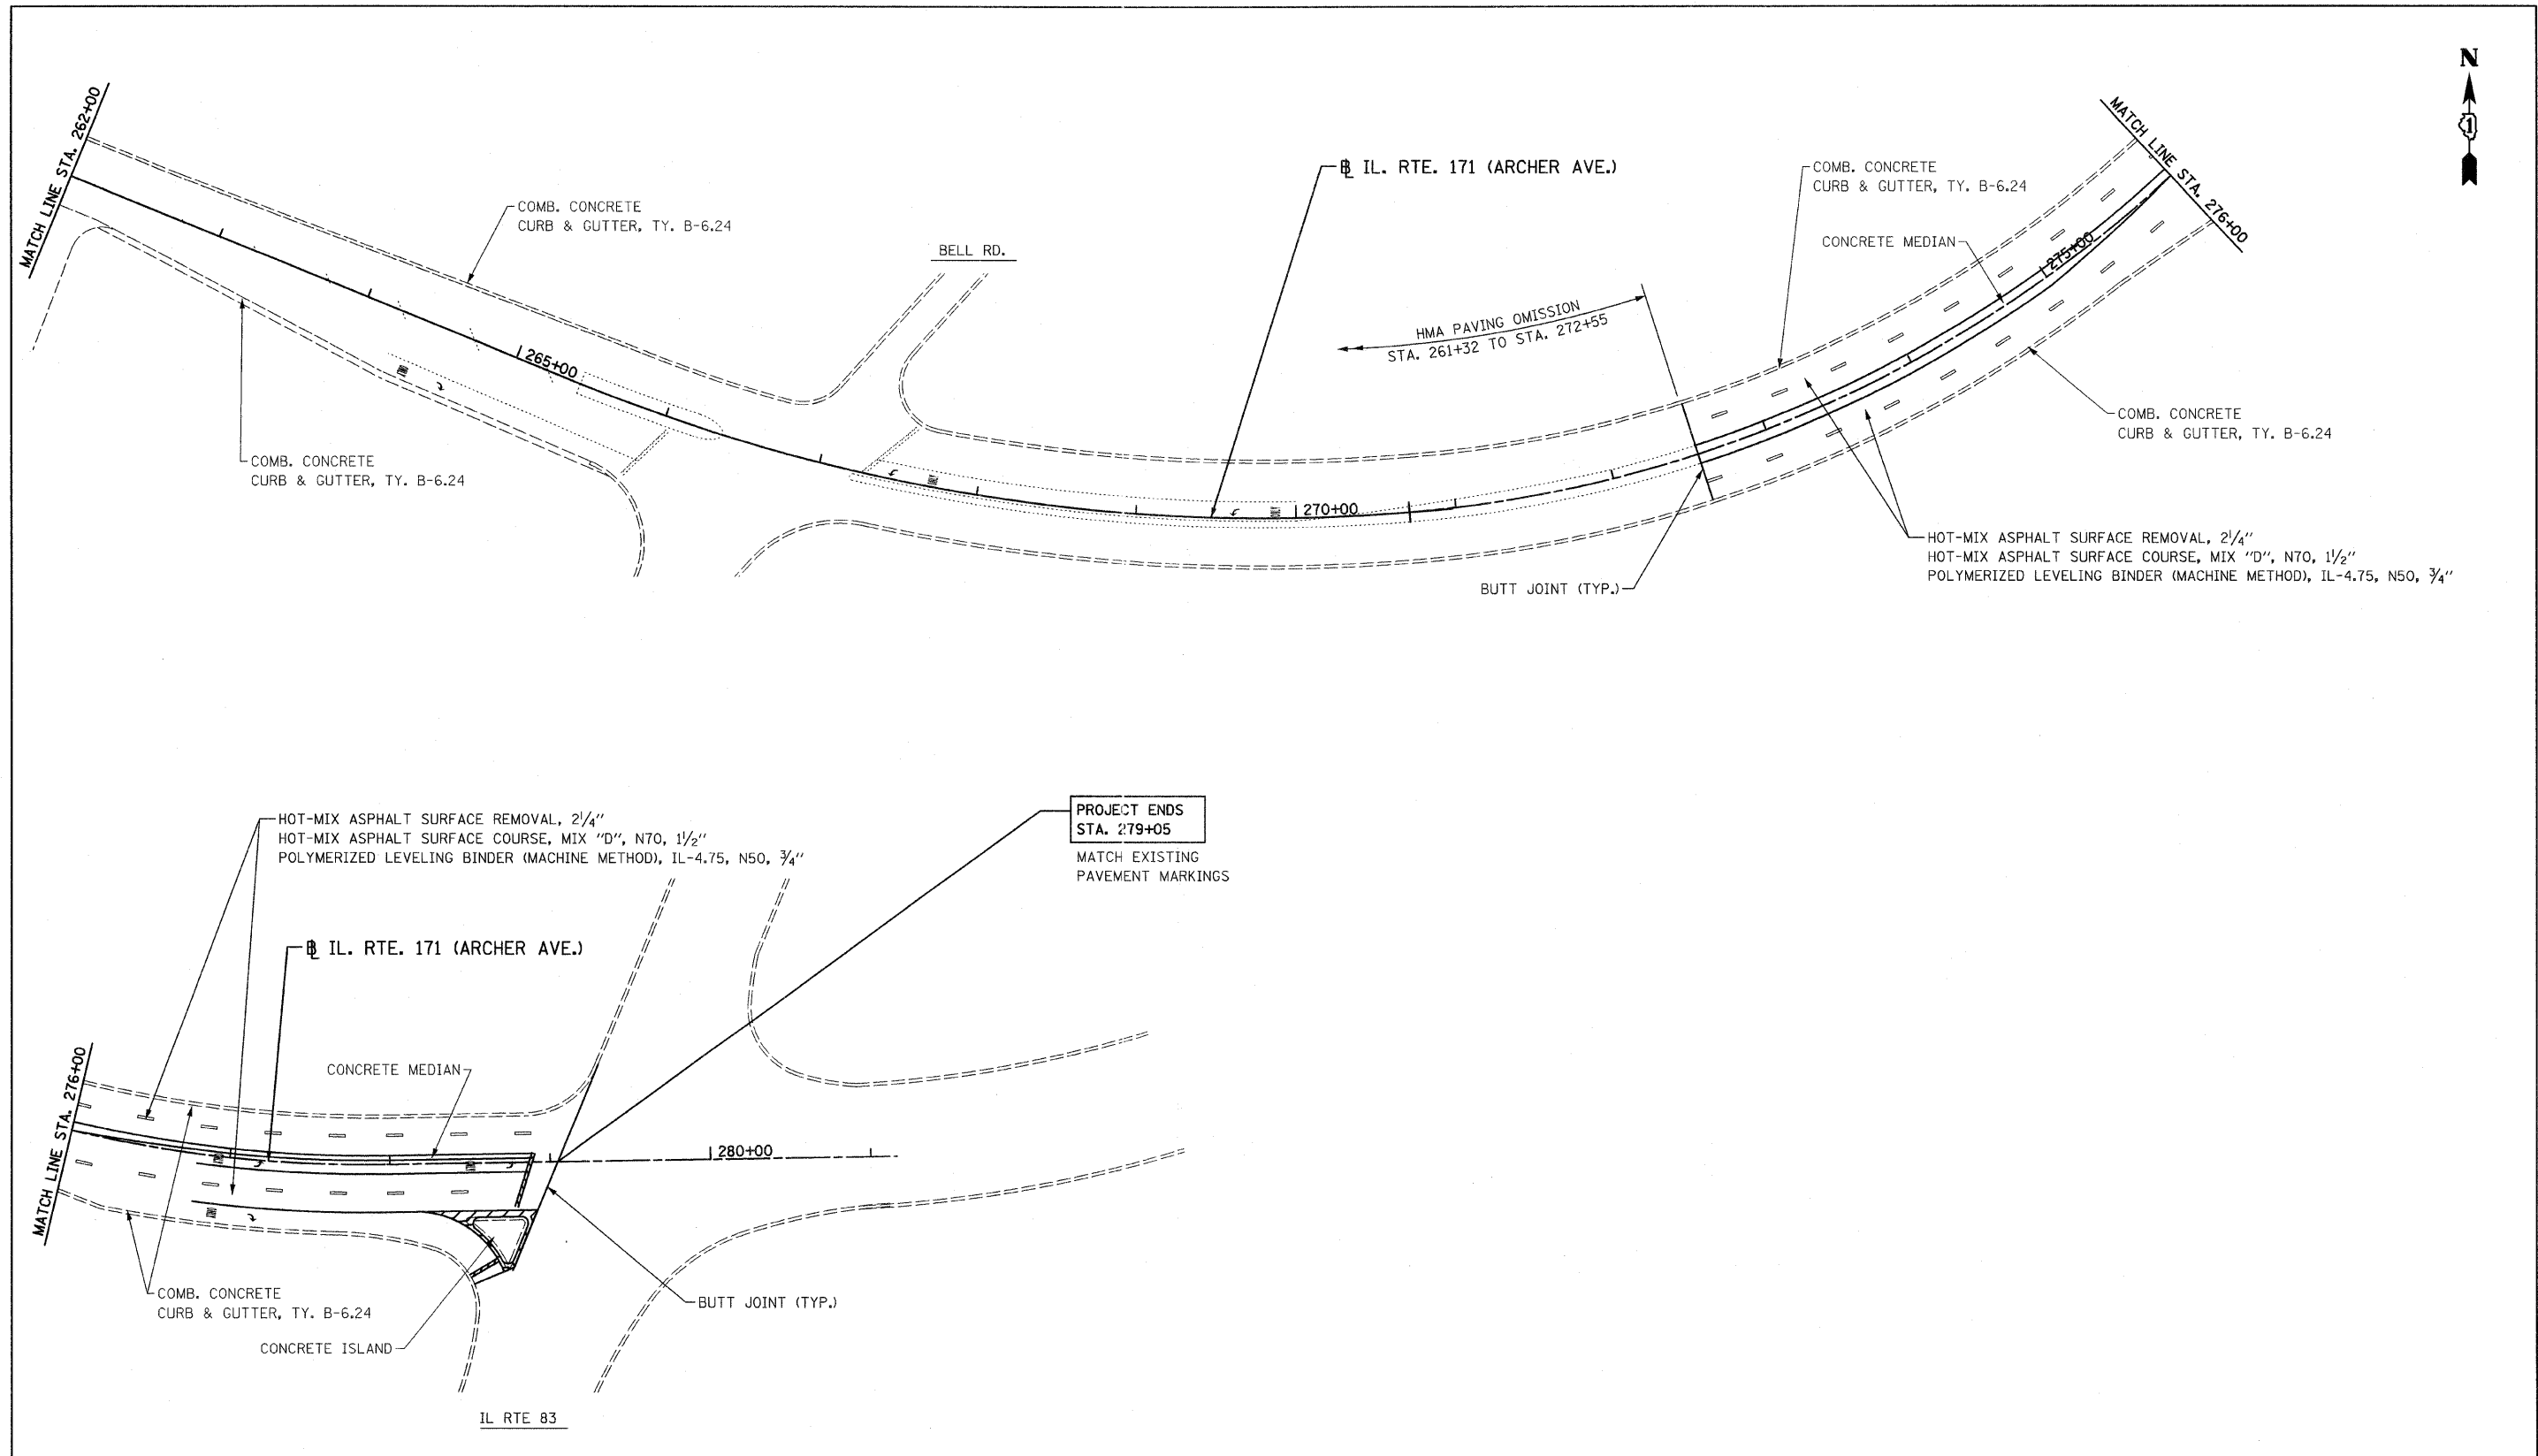 N
1
MATCH LINE STA. 262+00
COMB. CONCRETE
CURB & GUTTER, TY. B-6.24
BELL RD.
℄ IL. RTE. 171 (ARCHER AVE.)
COMB. CONCRETE
CURB & GUTTER, TY. B-6.24
CONCRETE MEDIAN
MATCH LINE STA. 276+00
275+00
HMA PAVING OMISSION
STA. 261+32 TO STA. 272+55
265+00
COMB. CONCRETE
CURB & GUTTER, TY. B-6.24
COMB. CONCRETE
CURB & GUTTER, TY. B-6.24
270+00
ONLY
BUTT JOINT (TYP.)
HOT-MIX ASPHALT SURFACE REMOVAL, 2¼"
HOT-MIX ASPHALT SURFACE COURSE, MIX "D", N70, 1½"
POLYMERIZED LEVELING BINDER (MACHINE METHOD), IL-4.75, N50, ¾"
HOT-MIX ASPHALT SURFACE REMOVAL, 2¼"
HOT-MIX ASPHALT SURFACE COURSE, MIX "D", N70, 1½"
POLYMERIZED LEVELING BINDER (MACHINE METHOD), IL-4.75, N50, ¾"
PROJECT ENDS
STA. 279+05
MATCH EXISTING
PAVEMENT MARKINGS
℄ IL. RTE. 171 (ARCHER AVE.)
MATCH LINE STA. 276+00
CONCRETE MEDIAN
280+00
COMB. CONCRETE
CURB & GUTTER, TY. B-6.24
CONCRETE ISLAND
BUTT JOINT (TYP.)
IL RTE 83